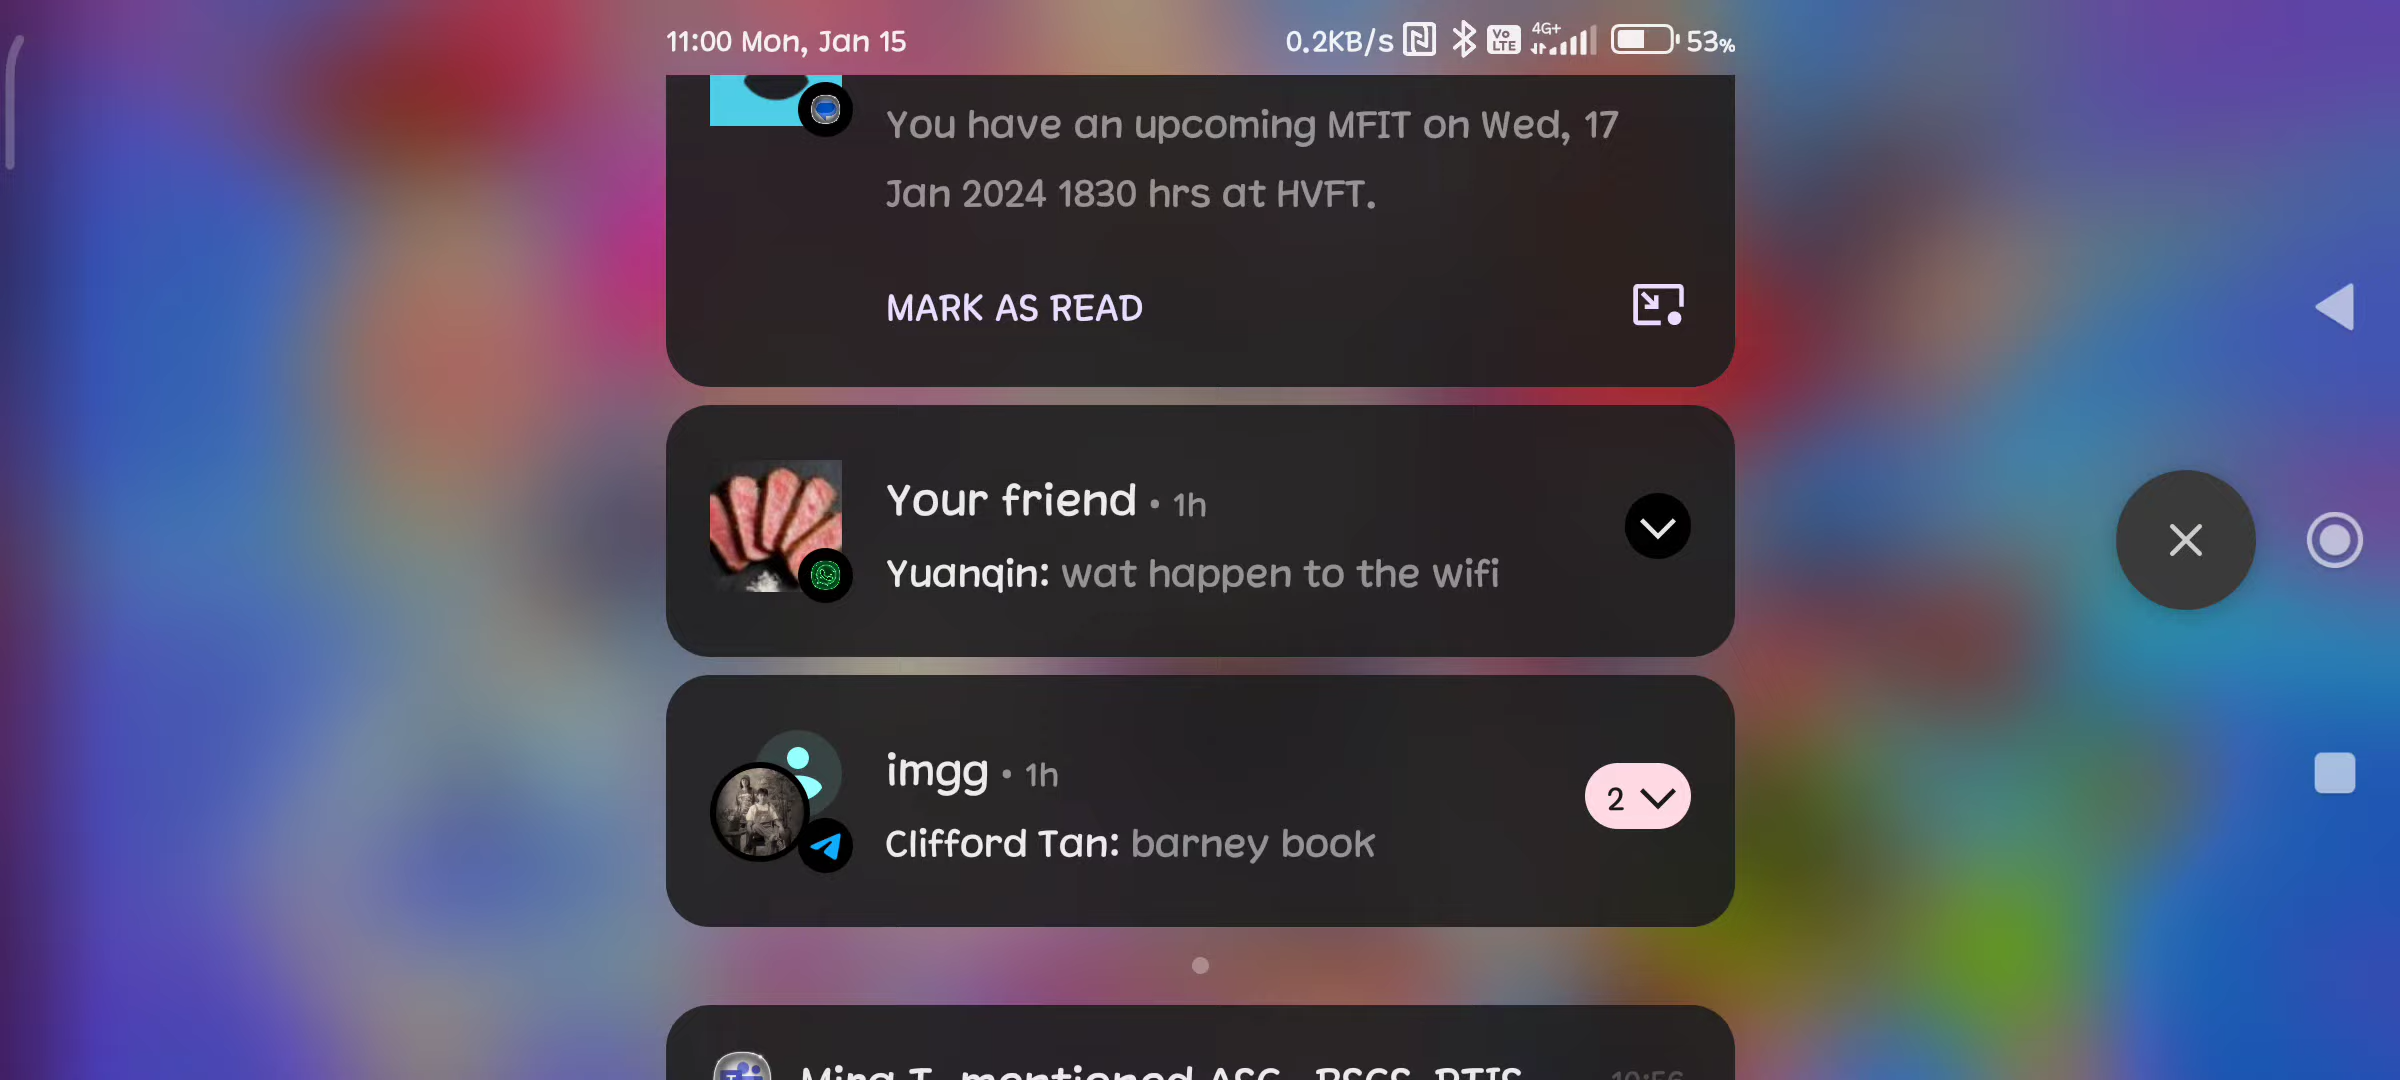 11:00 Mon, Jan 15
0.2KB/s Vo LTE 4G+ 53%
You have an upcoming MFIT on Wed, 17
Jan 2024 1830 hrs at HVFT.
MARK AS READ
Your friend • 1h
Yuanqin: wat happen to the wifi
imgg • 1h
2
Clifford Tan: barney book